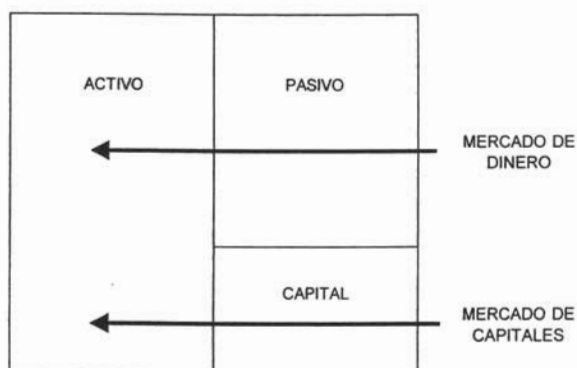 ACTIVO
PASIVO
MERCADO DE
DINERO
CAPITAL
MERCADO DE
CAPITALES